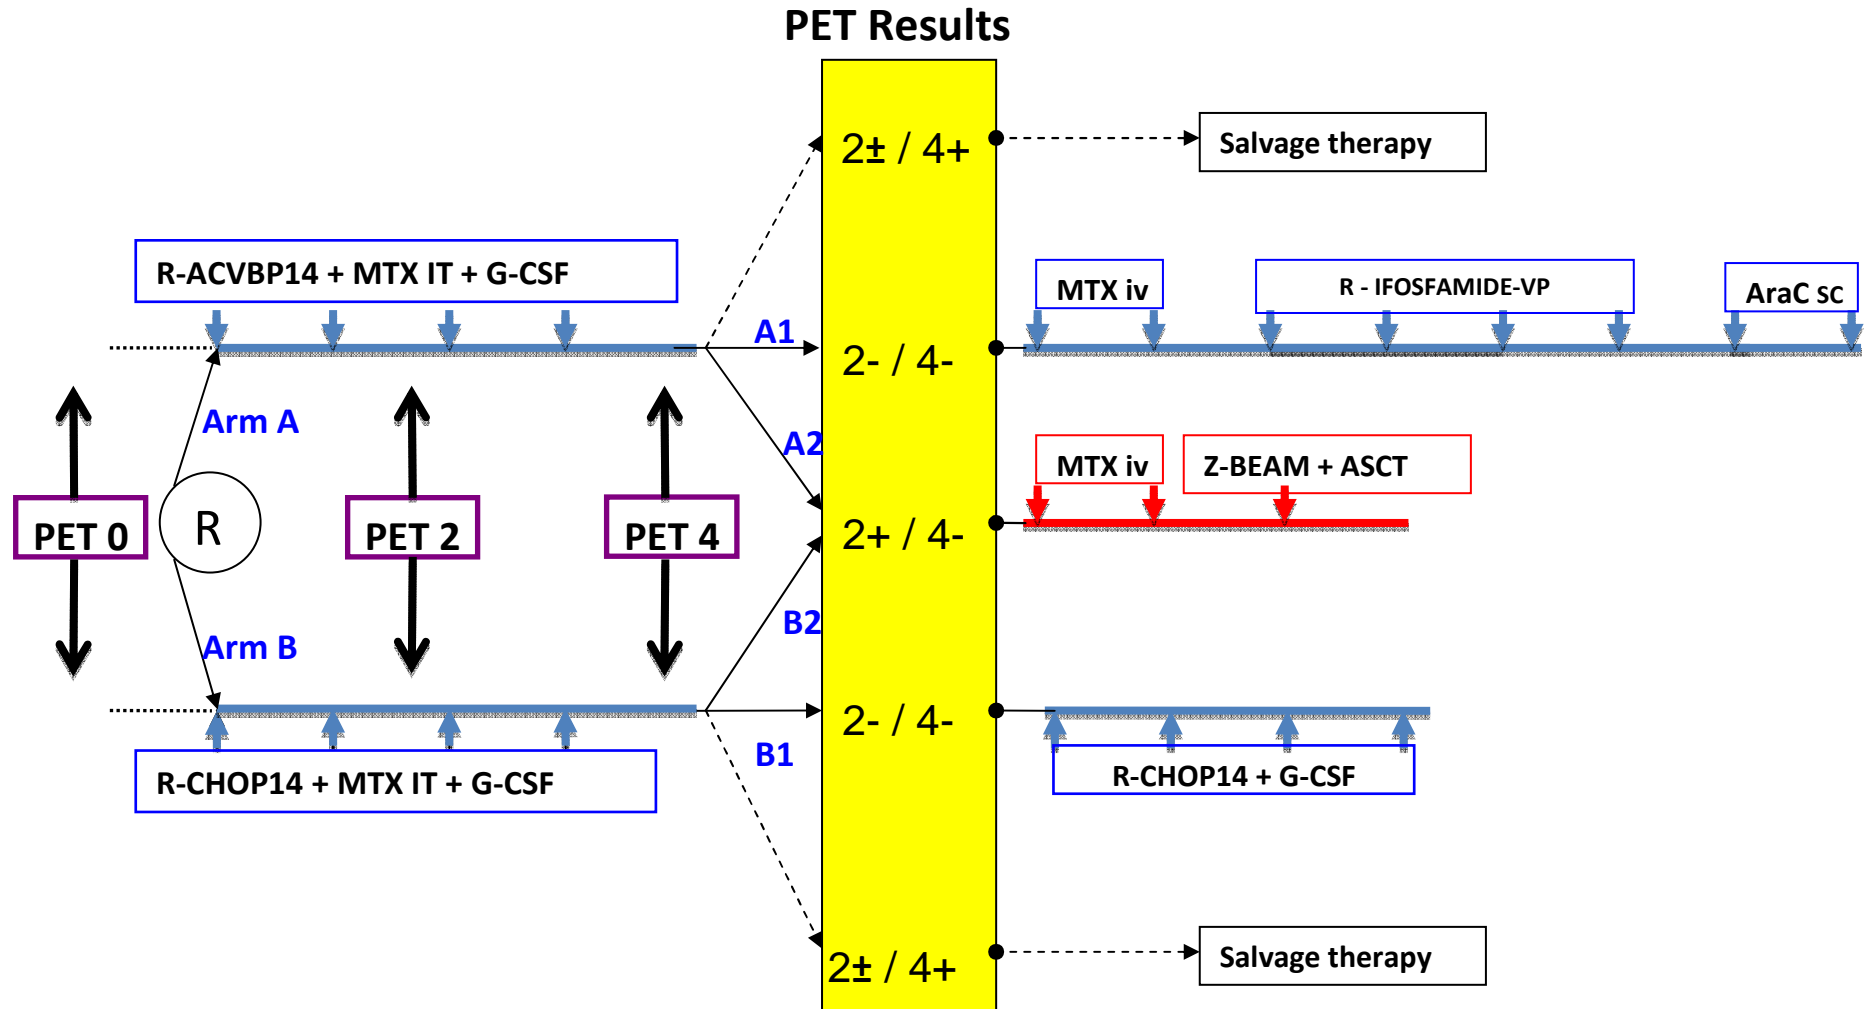 PET Results
2± / 4+
Salvage therapy
R-ACVBP14 + MTX IT + G-CSF
MTX iv
R - IFOSFAMIDE-VP
AraC SC
A1
2- / 4-
Arm A
A2
MTX iv
Z-BEAM + ASCT
PET 0
R
PET 2
PET 4
2+ / 4-
B2
Arm B
2- / 4-
B1
R-CHOP14 + MTX IT + G-CSF
R-CHOP14 + G-CSF
2± / 4+
Salvage therapy